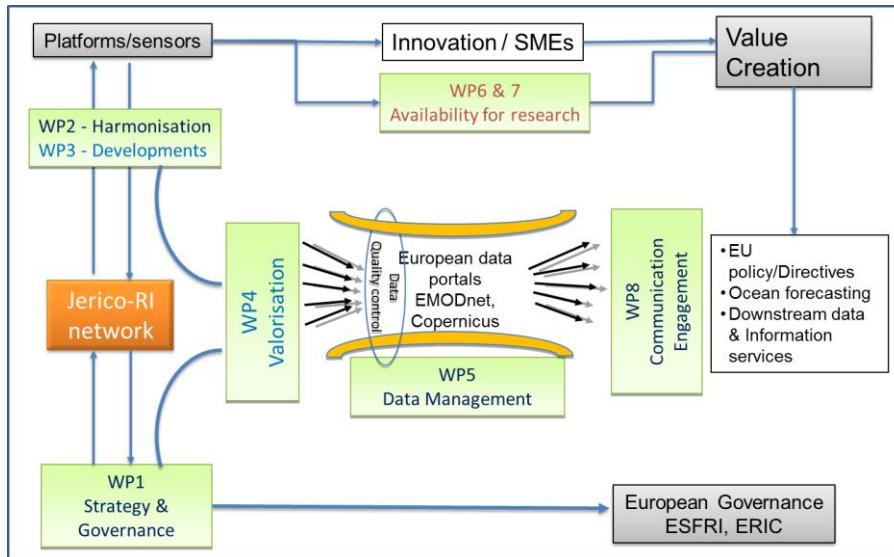 Platforms/sensors
Innovation / SMEs
Value
Creation
WP6 & 7
Availability for research
WP2 - Harmonisation
WP3 - Developments
Jerico-RI
network
WP4
Valorisation
Data
Quality control
European data
portals
EMODnet,
Copernicus
WP5
Data Management
WP8
Communication
Engagement
• EU
policy/Directives
• Ocean forecasting
• Downstream data
& Information
services
WP1
Strategy &
Governance
European Governance
ESFRI, ERIC